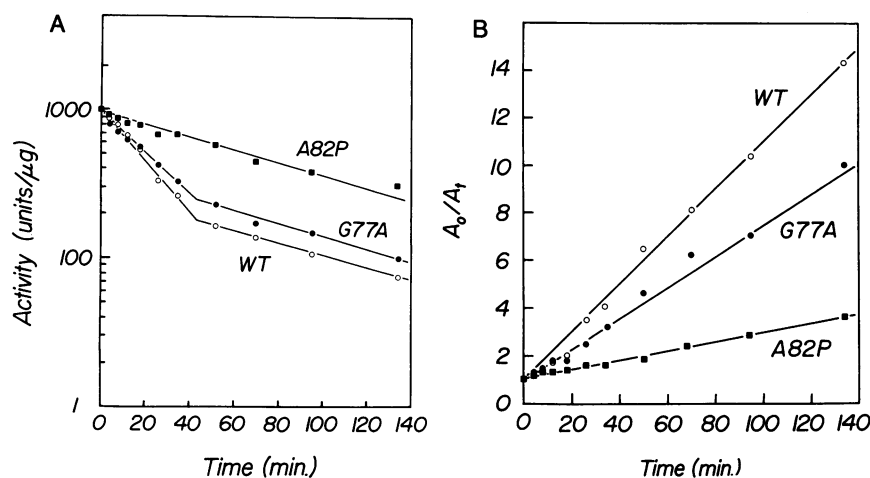 A
Activity (units/μg)
1000
100
1
A82P
G77A
WT
0 20 40 60 80 100 120 140
Time (min.)
B
A₀/A₁
14
12
10
8
6
4
2
0
WT
G77A
A82P
0 20 40 60 80 100 120 140
Time (min.)